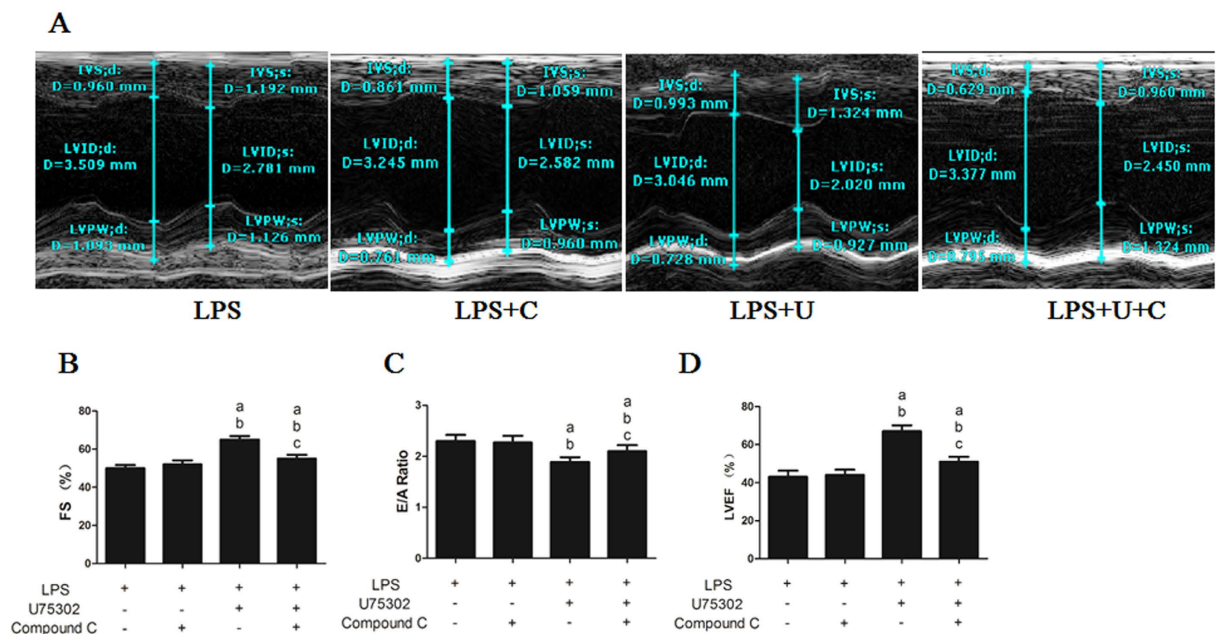 A
IVS;d:
D=0.960 mm
IVS;s:
D=1.192 mm
LVID;d:
D=3.509 mm
LVID;s:
D=2.781 mm
LVPW;d:
D=1.093 mm
LVPW;s:
D=1.126 mm
IVS;d:
D=0.861 mm
IVS;s:
D=1.059 mm
LVID;d:
D=3.245 mm
LVID;s:
D=2.582 mm
LVPW;d:
D=0.761 mm
LVPW;s:
D=0.960 mm
IVS;d:
D=0.993 mm
IVS;s:
D=1.324 mm
LVID;d:
D=3.046 mm
LVID;s:
D=2.020 mm
LVPW;d:
D=0.728 mm
LVPW;s:
D=0.927 mm
IVS;d:
D=0.629 mm
IVS;s:
D=0.960 mm
LVID;d:
D=3.377 mm
LVID;s:
D=2.450 mm
LVPW;d:
D=0.795 mm
LVPW;s:
D=1.324 mm
LPS
LPS+C
LPS+U
LPS+U+C
B
FS (%)
80
60
40
20
0
a
b
a
b
c
LPS + + + +
U75302 - - + +
Compound C - + - +
C
E/A Ratio
3
2
1
0
a
b
a
b
c
LPS + + + +
U75302 - - + +
Compound C - + - +
D
LVEF (%)
80
60
40
20
0
a
b
a
b
c
LPS + + + +
U75302 - - + +
Compound C - + - +